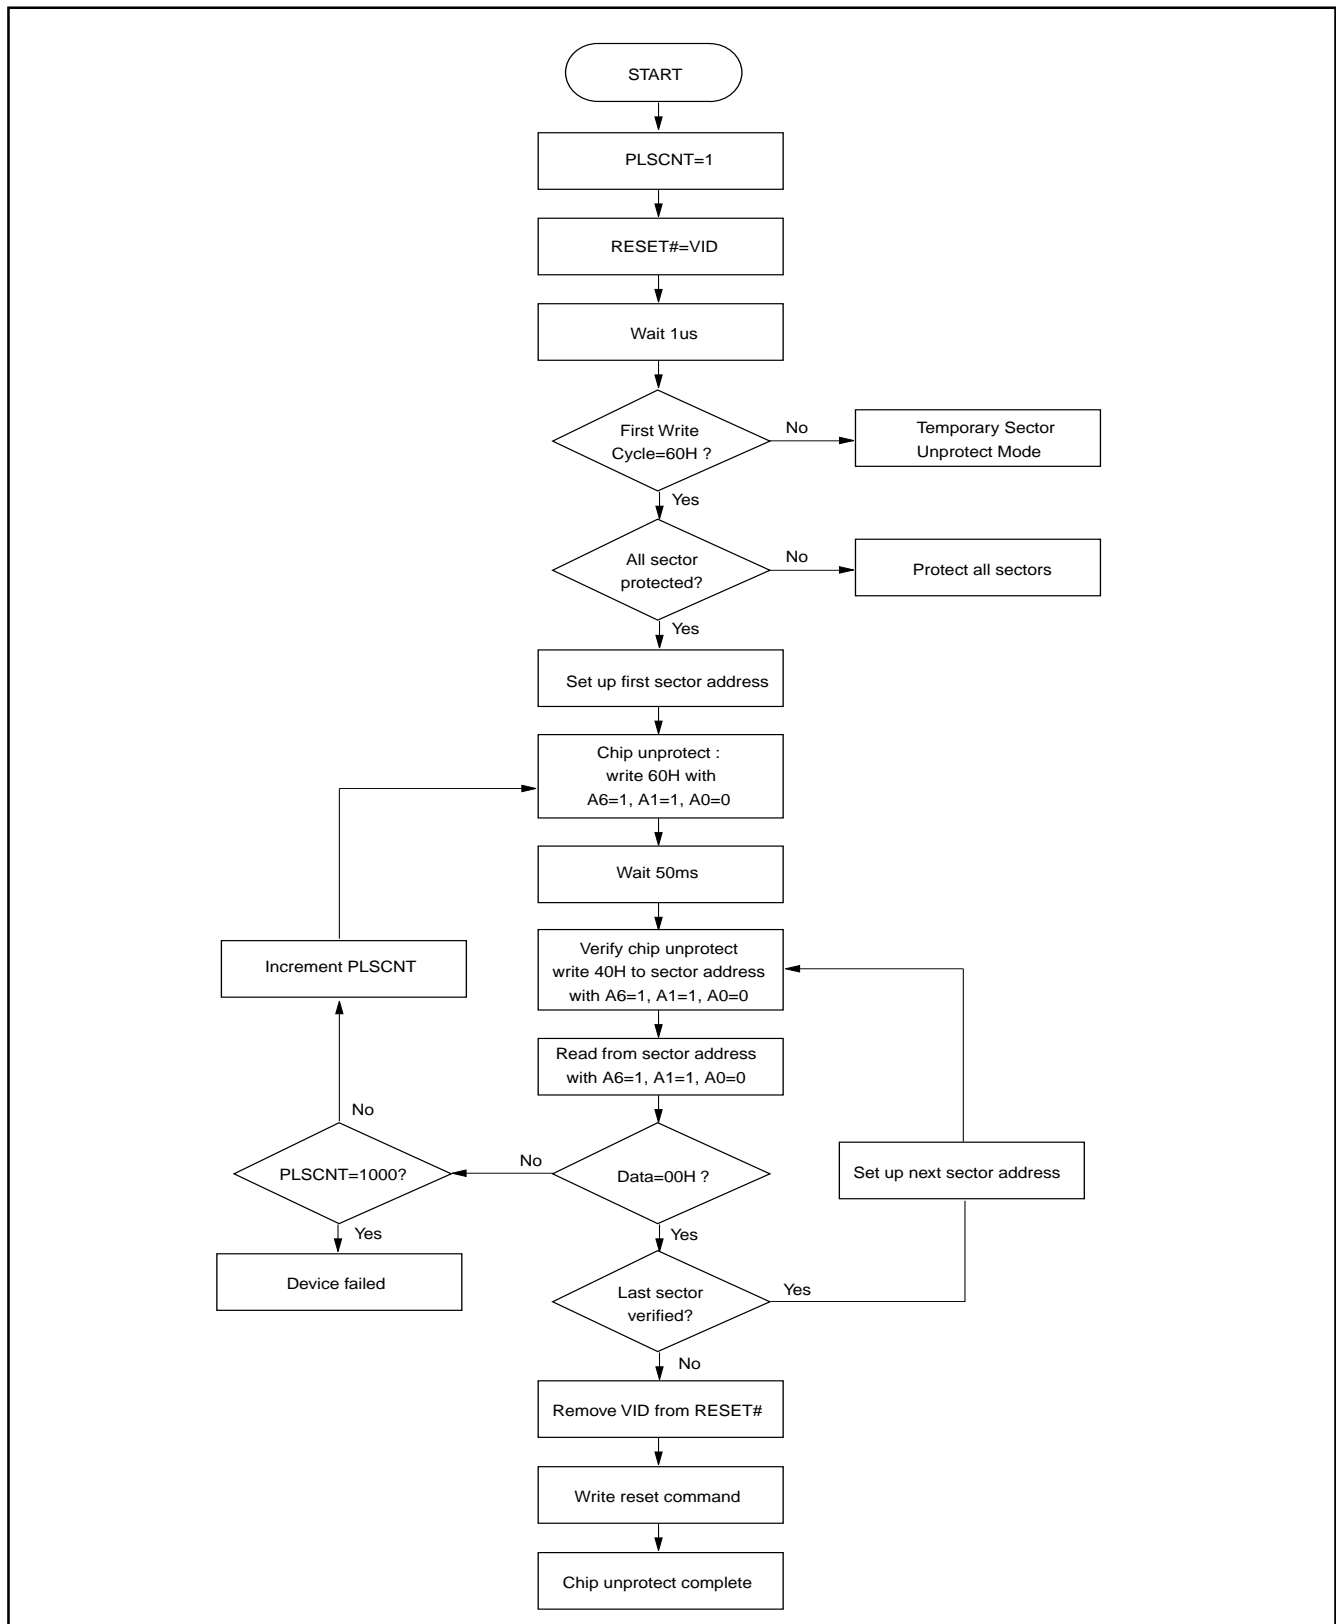 START
PLSCNT=1
RESET#=VID
Wait 1us
First Write
Cycle=60H ?
No
Temporary Sector
Unprotect Mode
Yes
All sector
protected?
No
Protect all sectors
Yes
Set up first sector address
Chip unprotect :
write 60H with
A6=1, A1=1, A0=0
Wait 50ms
Increment PLSCNT
Verify chip unprotect
write 40H to sector address
with A6=1, A1=1, A0=0
Read from sector address
with A6=1, A1=1, A0=0
No
PLSCNT=1000?
No
Data=00H ?
Set up next sector address
Yes
Yes
Device failed
Last sector
verified?
Yes
No
Remove VID from RESET#
Write reset command
Chip unprotect complete